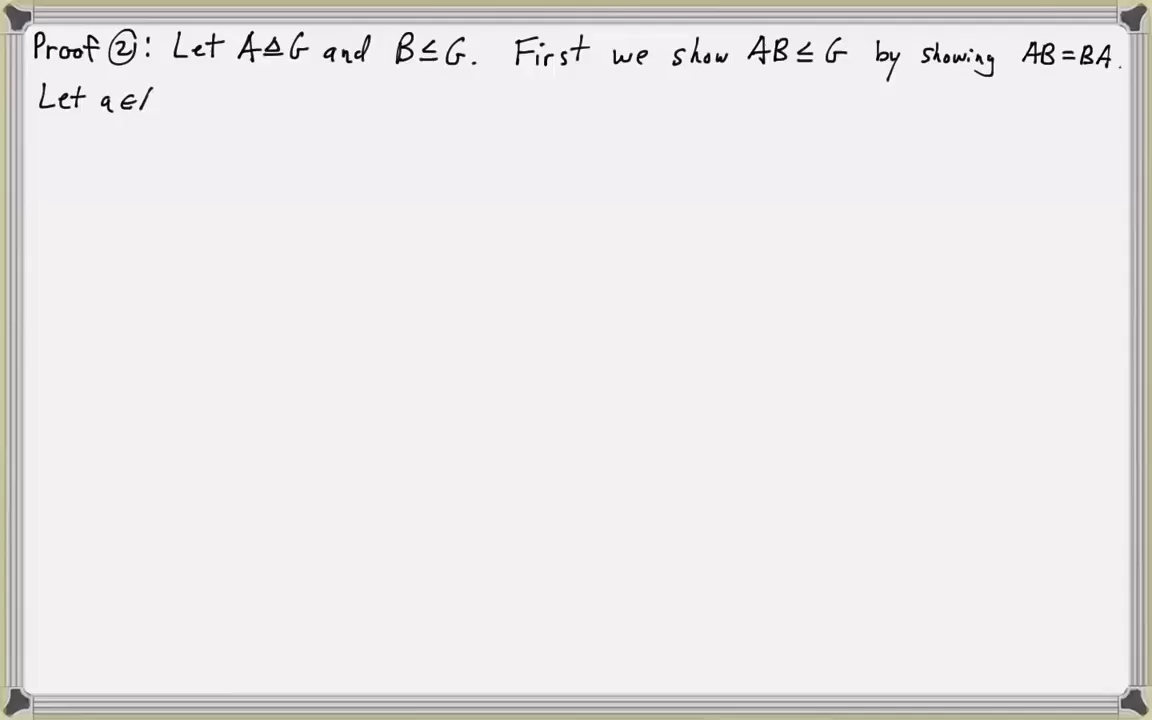 Proof ②: Let A∆G and B≤G. First we show AB≤G by showing AB=BA.
Let a∈/